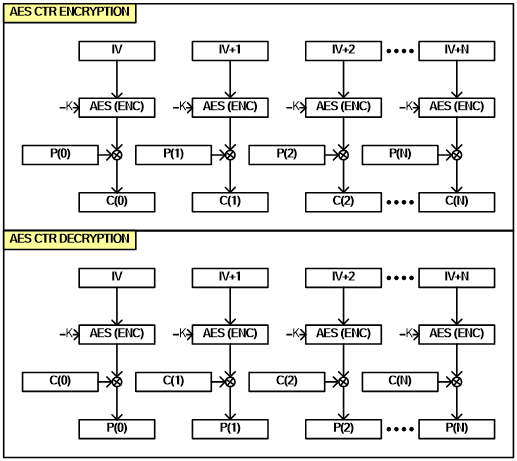 AES CTR ENCRYPTION
IV IV+1 IV+2 IV+N
K AES (ENC) K AES (ENC) K AES (ENC) K AES (ENC)
P(0) P(1) P(2) P(N)
C(0) C(1) C(2) C(N)
AES CTR DECRYPTION
IV IV+1 IV+2 IV+N
K AES (ENC) K AES (ENC) K AES (ENC) K AES (ENC)
C(0) C(1) C(2) C(N)
P(0) P(1) P(2) P(N)